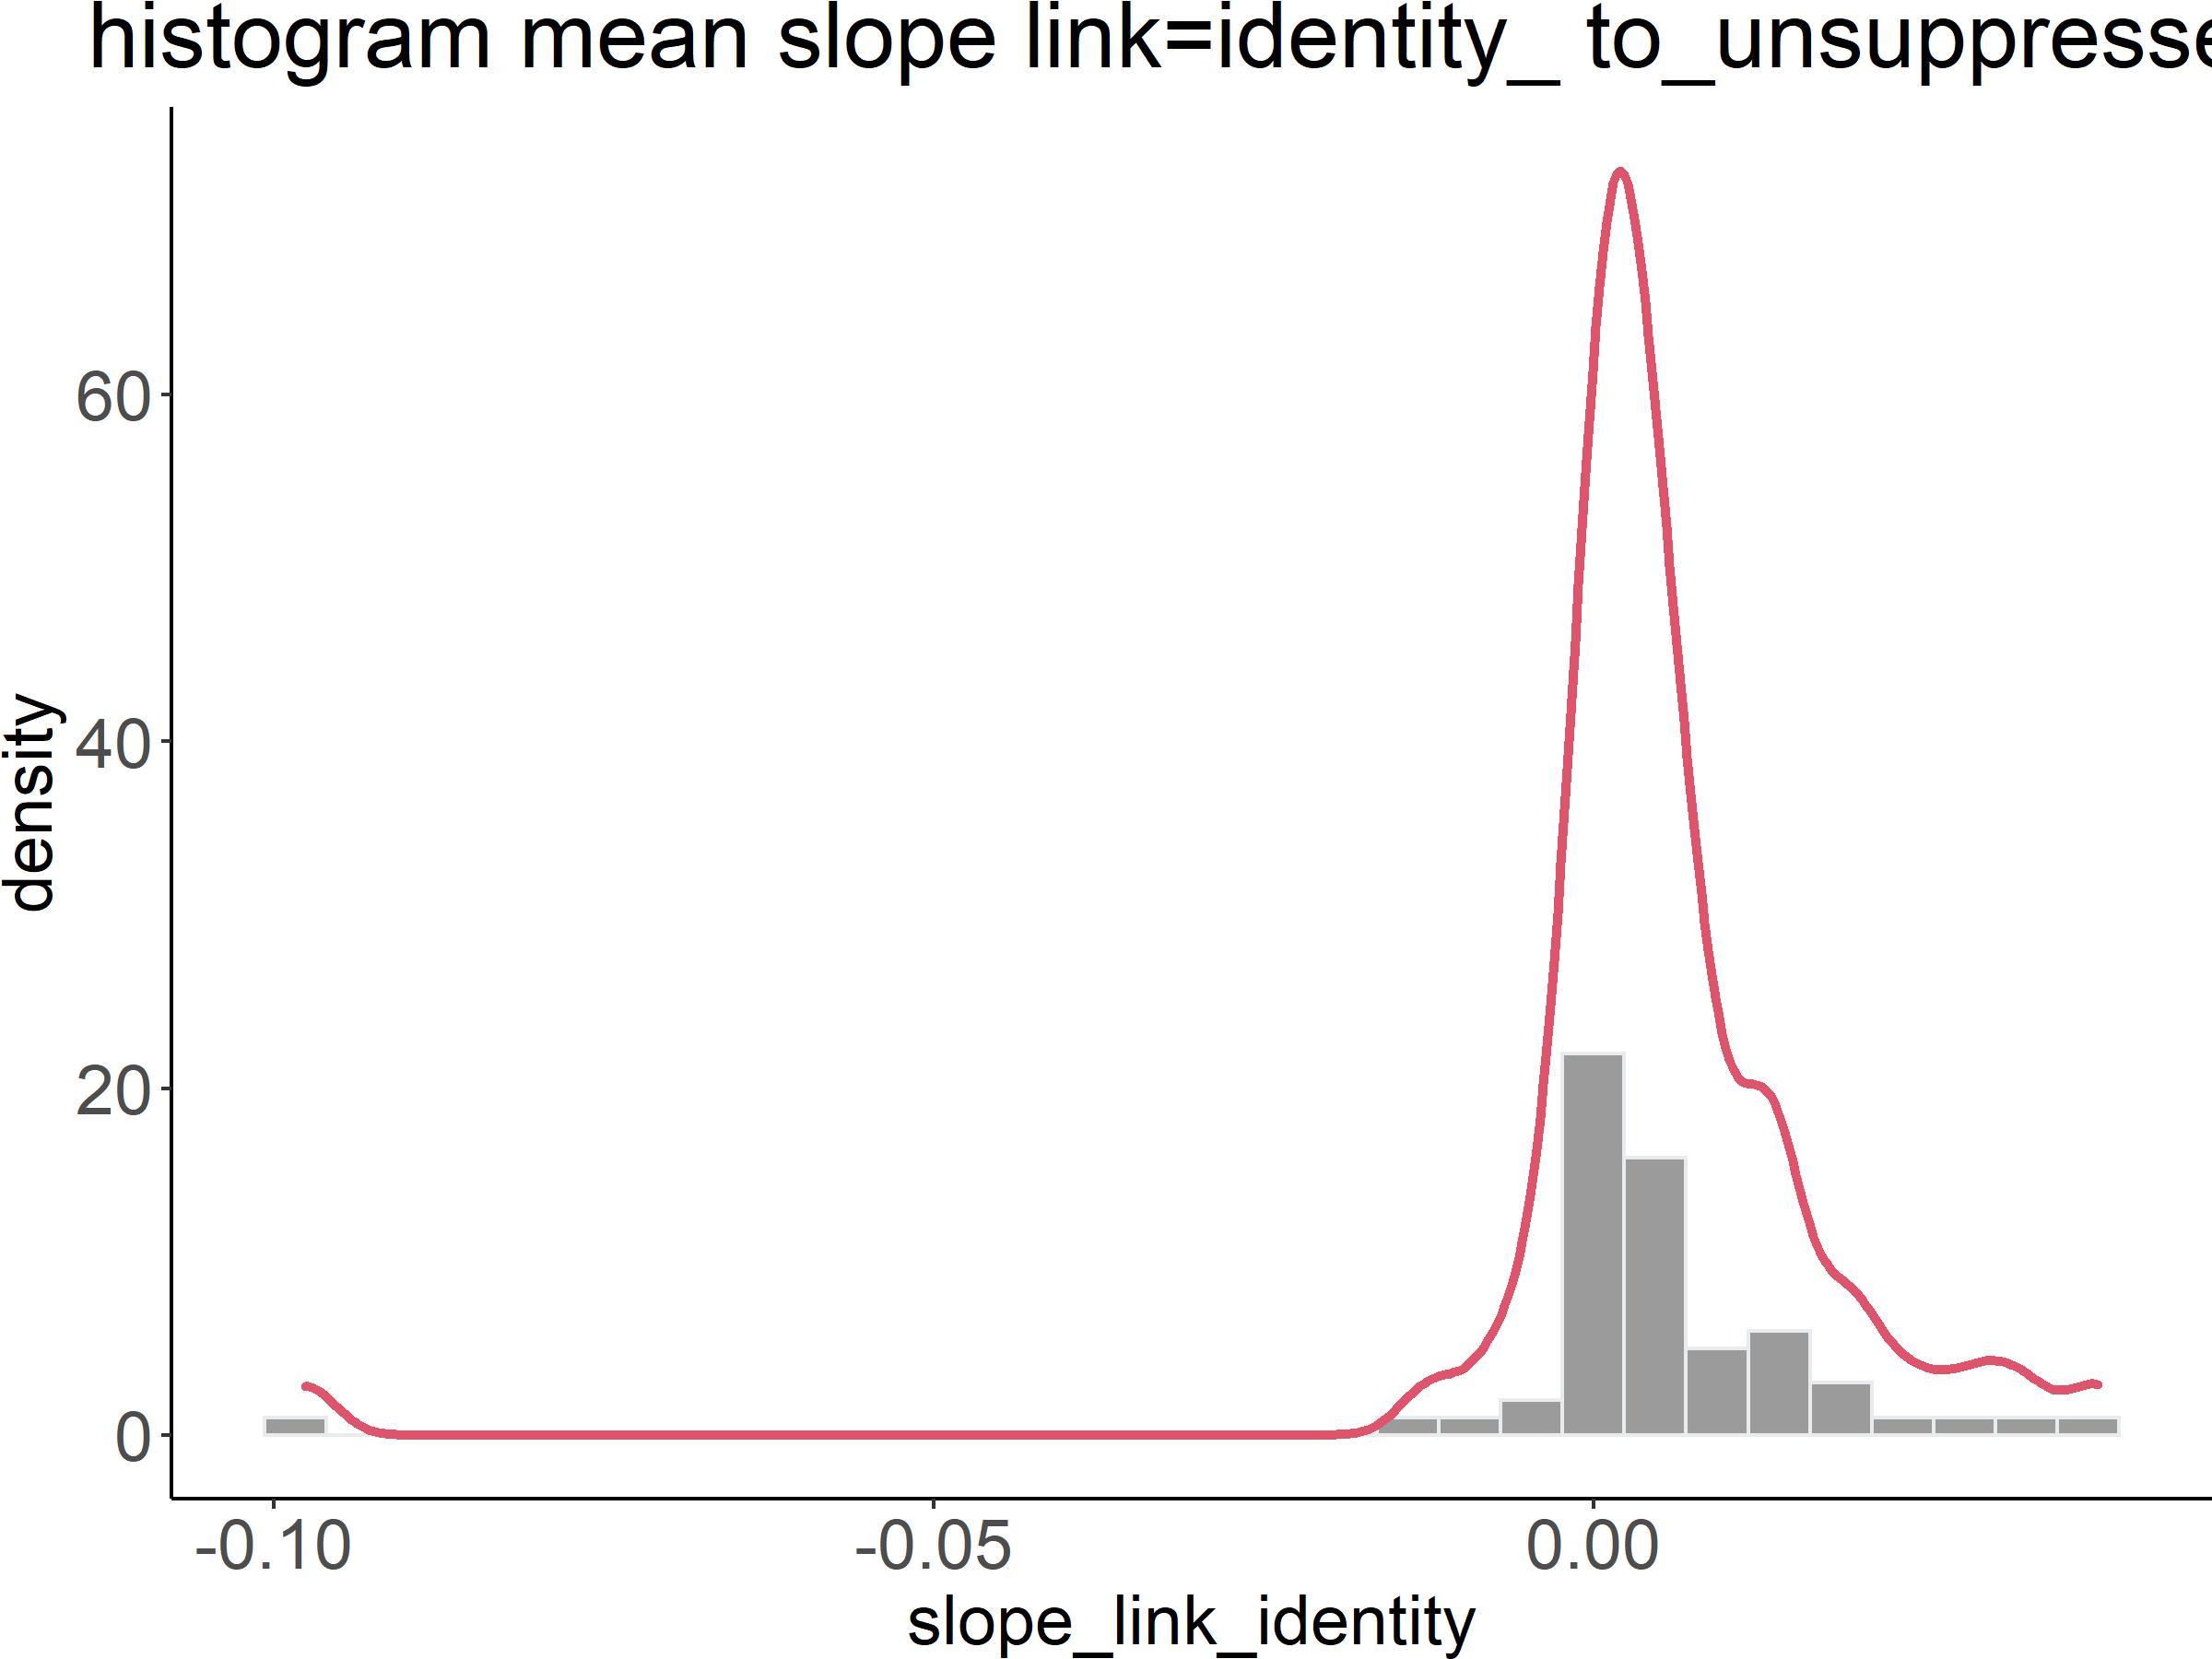 histogram mean slope link=identity_ to_unsuppresse
density
60
40
20
0
-0.10
-0.05
0.00
slope_link_identity